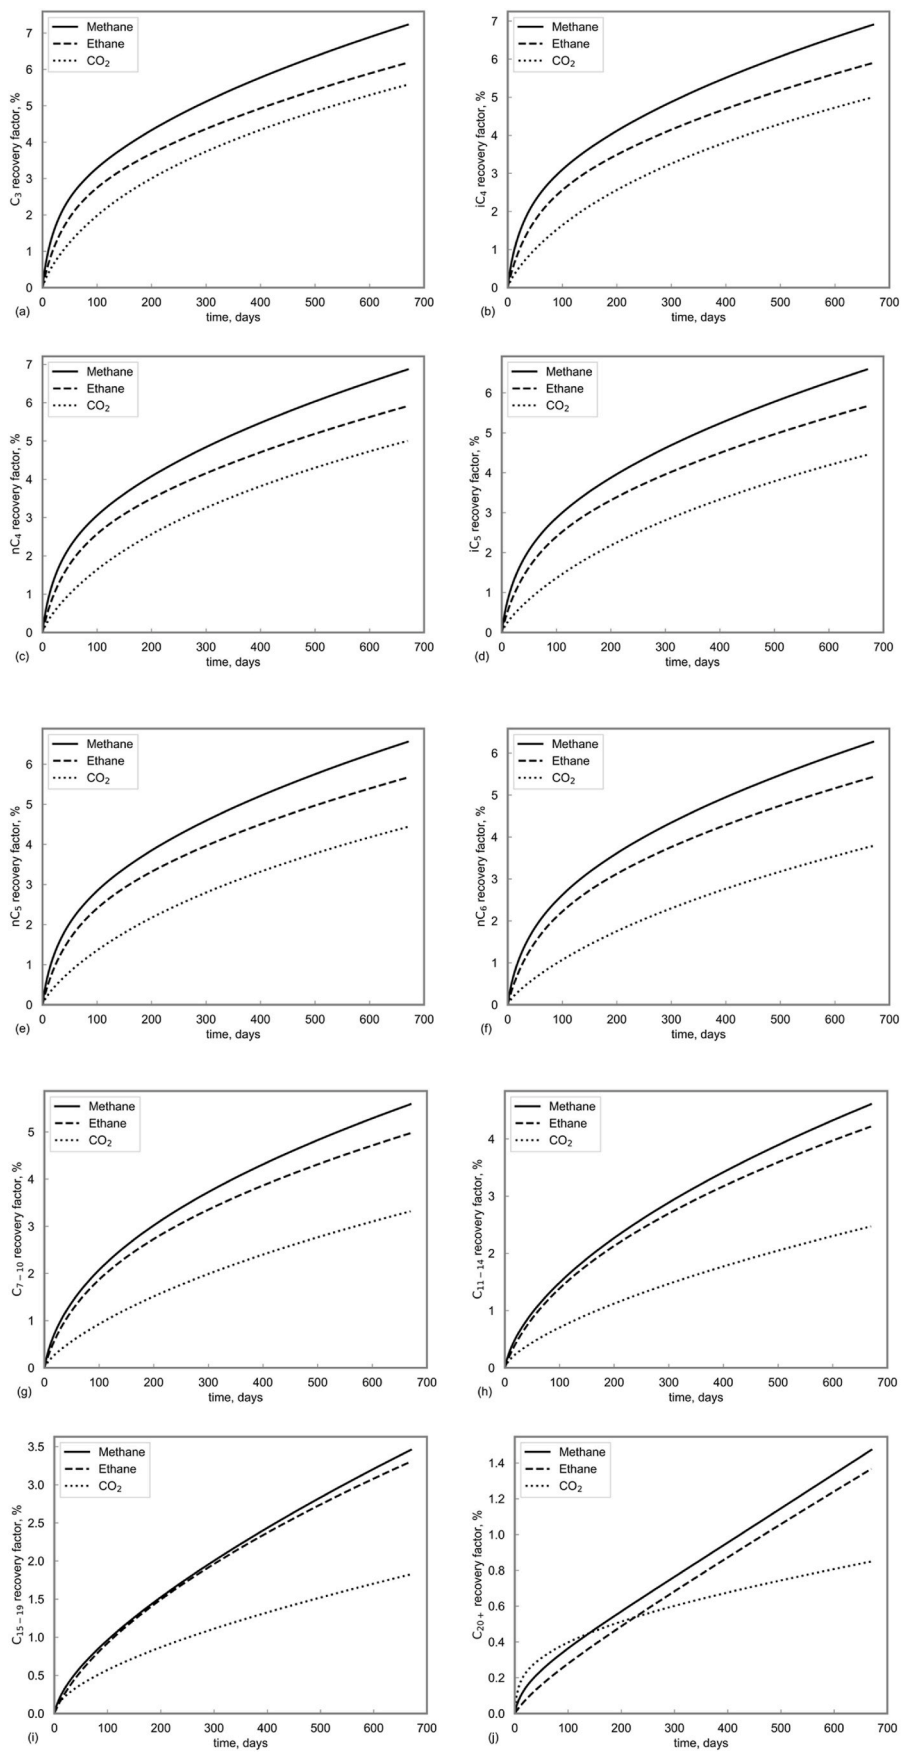 Methane
Ethane
CO₂
7
6
5
4
3
2
1
0
C₃ recovery factor, %
0 100 200 300 400 500 600 700
time, days
(a)
Methane
Ethane
CO₂
7
6
5
4
3
2
1
0
iC₄ recovery factor, %
0 100 200 300 400 500 600 700
time, days
(b)
Methane
Ethane
CO₂
7
6
5
4
3
2
1
0
nC₄ recovery factor, %
0 100 200 300 400 500 600 700
time, days
(c)
Methane
Ethane
CO₂
6
5
4
3
2
1
0
iC₅ recovery factor, %
0 100 200 300 400 500 600 700
time, days
(d)
Methane
Ethane
CO₂
6
5
4
3
2
1
0
nC₅ recovery factor, %
0 100 200 300 400 500 600 700
time, days
(e)
Methane
Ethane
CO₂
6
5
4
3
2
1
0
nC₆ recovery factor, %
0 100 200 300 400 500 600 700
time, days
(f)
Methane
Ethane
CO₂
5
4
3
2
1
0
C₇₋₁₀ recovery factor, %
0 100 200 300 400 500 600 700
time, days
(g)
Methane
Ethane
CO₂
4
3
2
1
0
C₁₁₋₁₄ recovery factor, %
0 100 200 300 400 500 600 700
time, days
(h)
Methane
Ethane
CO₂
3.5
3.0
2.5
2.0
1.5
1.0
0.5
0.0
C₁₅₋₁₉ recovery factor, %
0 100 200 300 400 500 600 700
time, days
(i)
Methane
Ethane
CO₂
1.4
1.2
1.0
0.8
0.6
0.4
0.2
0.0
C₂₀₊ recovery factor, %
0 100 200 300 400 500 600 700
time, days
(j)